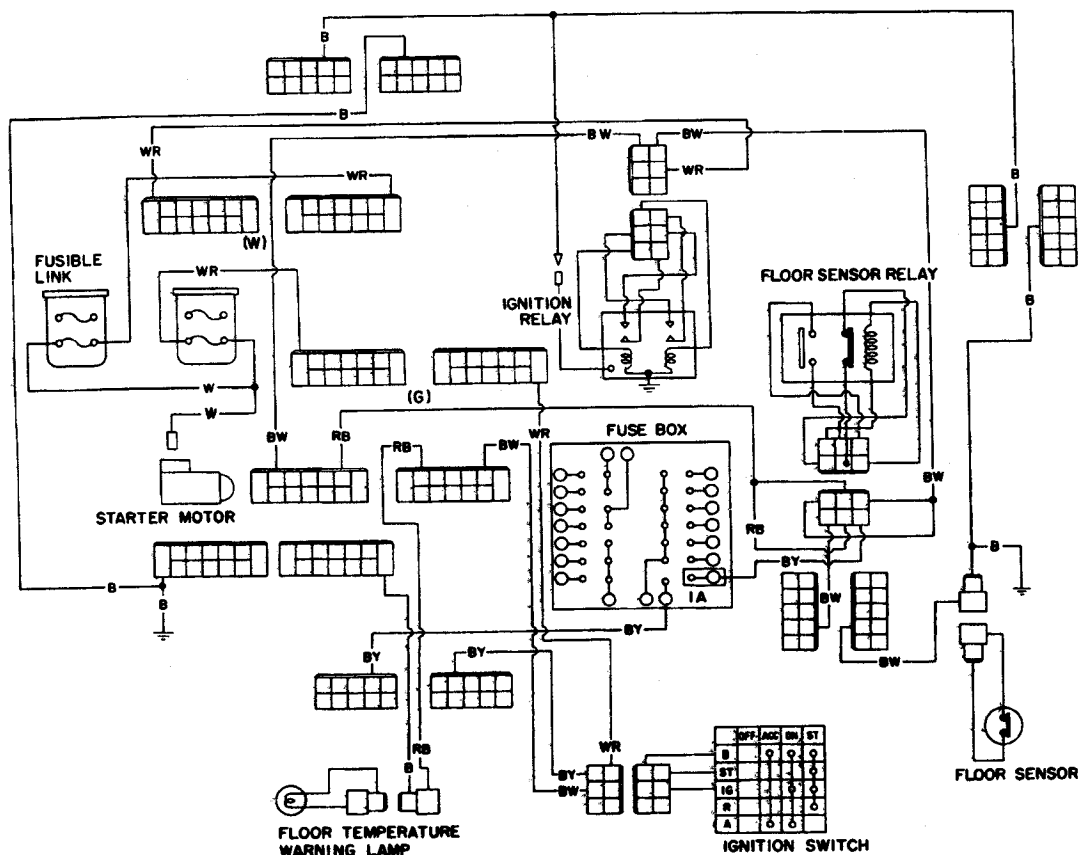 B
B
BW
BW
WR
WR
WR
B
(W)
FUSIBLE
LINK
WR
IGNITION
RELAY
FLOOR SENSOR RELAY
B
W
W
(G)
BW
RB
RB
BW
WR
FUSE BOX
BW
STARTER MOTOR
RB
BY
B
B
B
1A
BW
BY
BY
BY
BW
RB
B
WR
BY
BW
OFF ACC ON ST
B
ST
IG
R
A
FLOOR SENSOR
FLOOR TEMPERATURE
WARNING LAMP
IGNITION SWITCH